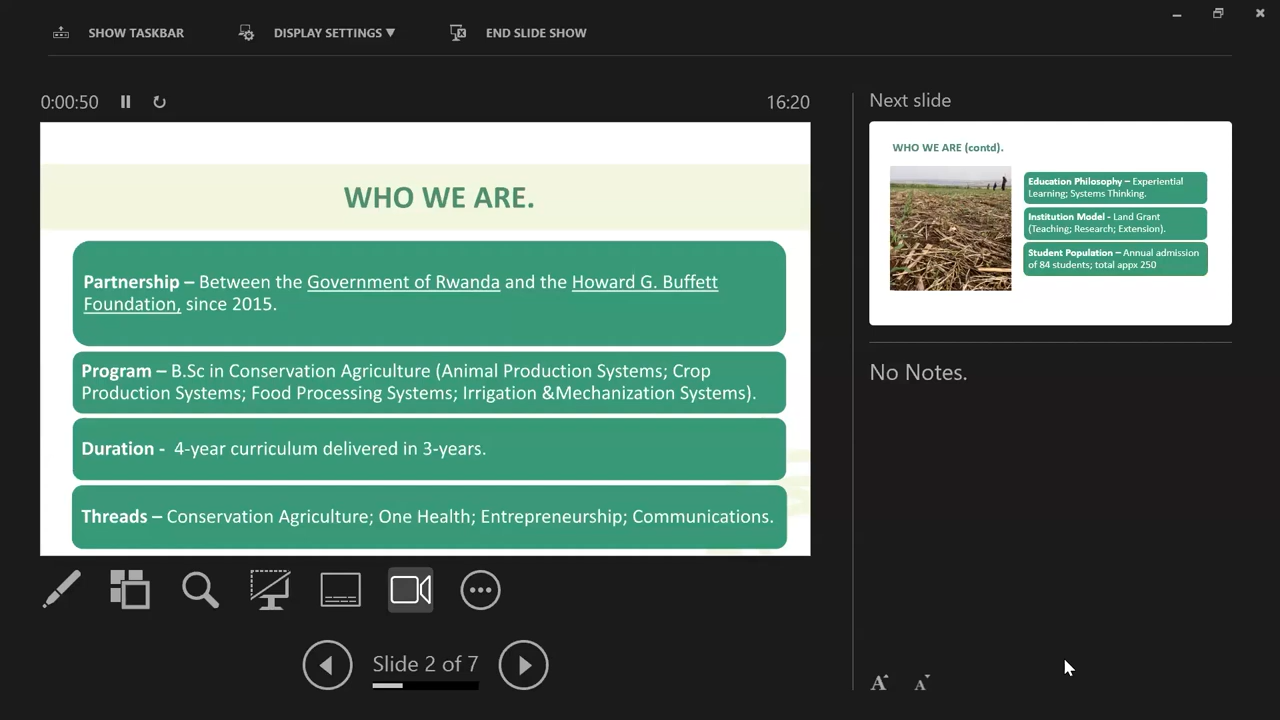 SHOW TASKBAR
DISPLAY SETTINGS ▼
END SLIDE SHOW
0:00:50
16:20
WHO WE ARE.
Partnership – Between the Government of Rwanda and the Howard G. Buffett
Foundation, since 2015.
Program – B.Sc in Conservation Agriculture (Animal Production Systems; Crop
Production Systems; Food Processing Systems; Irrigation &Mechanization Systems).
Duration - 4-year curriculum delivered in 3-years.
Threads – Conservation Agriculture; One Health; Entrepreneurship; Communications.
Slide 2 of 7
Next slide
WHO WE ARE (contd).
Education Philosophy – Experiential
Learning; Systems Thinking.
Institution Model - Land Grant
(Teaching; Research; Extension).
Student Population – Annual admission
of 84 students; total appx 250
No Notes.
A A